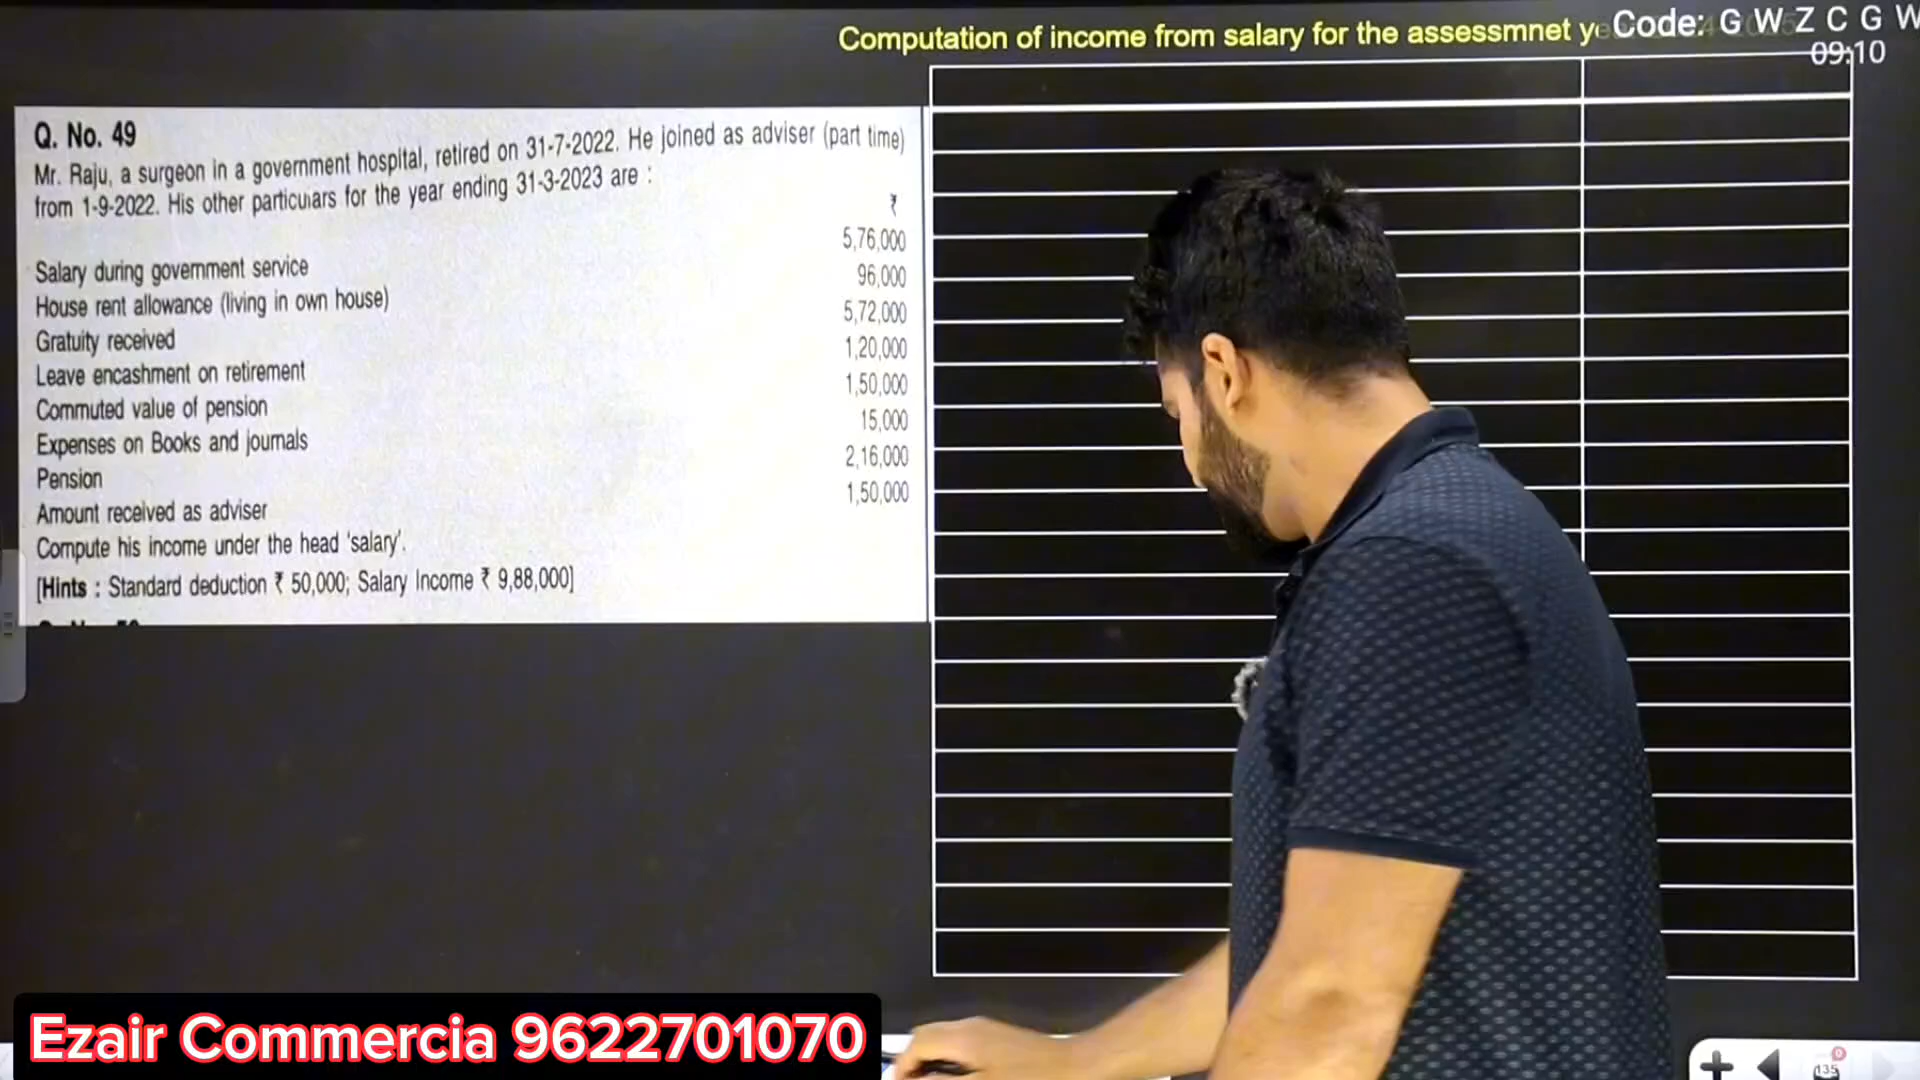 Computation of income from salary for the assessmnet
Code: G W Z C G W
09:10
Q. No. 49
Mr. Raju, a surgeon in a government hospital, retired on 31-7-2022. He joined as adviser (part time)
from 1-9-2022. His other particulars for the year ending 31-3-2023 are :
₹
Salary during government service 5,76,000
House rent allowance (living in own house) 96,000
Gratuity received 5,72,000
Leave encashment on retirement 1,20,000
Commuted value of pension 1,50,000
Expenses on Books and journals 15,000
Pension 2,16,000
Amount received as adviser 1,50,000
Compute his income under the head 'salary'.
[Hints : Standard deduction ₹ 50,000; Salary Income ₹ 9,88,000]
Ezair Commercia 9622701070
135